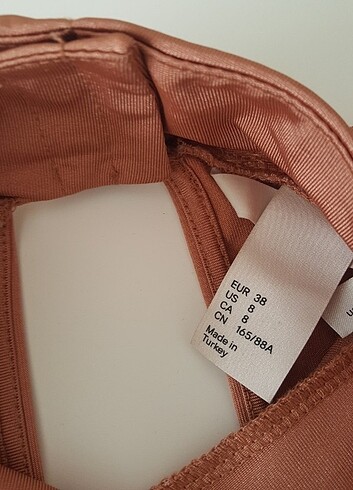 EUR 38
US 8
CA 8
CN 165/88A
Made in
Turkey